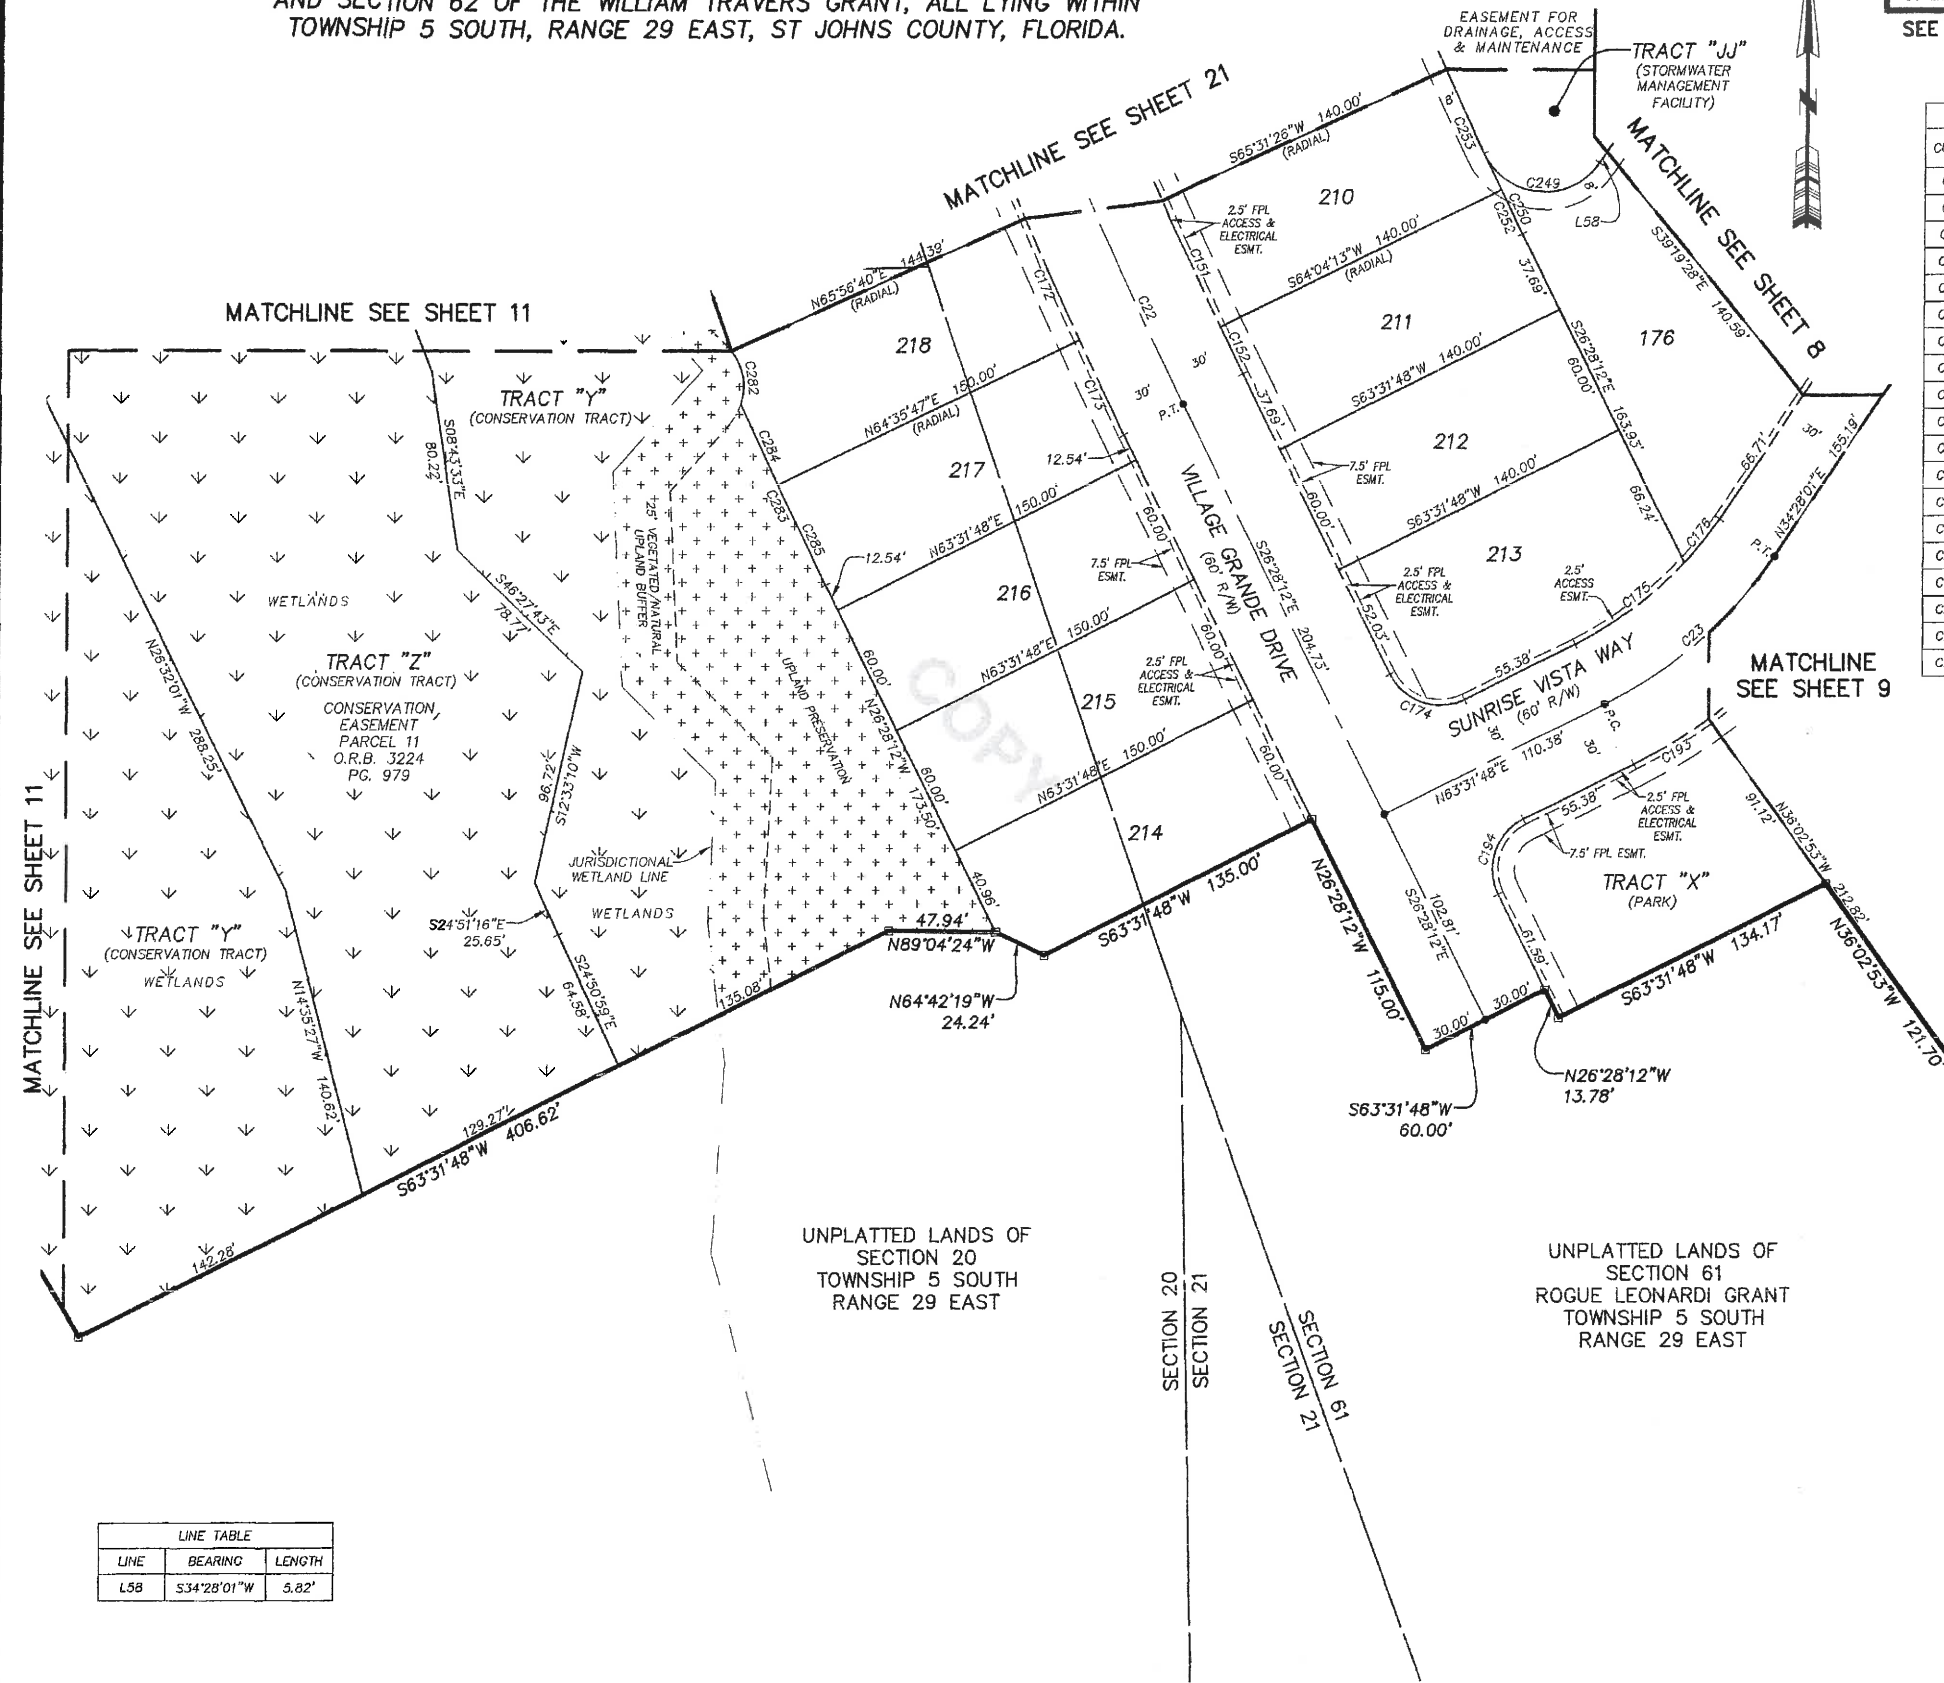 AND SECTION 62 OF THE WILLIAM TRAVERS GRANT, ALL LYING WITHIN
TOWNSHIP 5 SOUTH, RANGE 29 EAST, ST JOHNS COUNTY, FLORIDA.
EASEMENT FOR
DRAINAGE, ACCESS
& MAINTENANCE
TRACT "JJ"
(STORMWATER
MANAGEMENT
FACILITY)
SEE
MATCHLINE SEE SHEET 21
MATCHLINE SEE SHEET 8
MATCHLINE SEE SHEET 11
S65°31'26"W 140.00'
(RADIAL)
8'
C253
C249
8'
L58
C250
C252
210
2.5' FPL
ACCESS &
ELECTRICAL
ESMT.
C151
S64°04'13"W 140.00'
(RADIAL)
37.69'
S39°19'28"E 140.59'
N65°56'40"E 144.39'
(RADIAL)
C172
C22
211
176
C152
S63°31'48"W 140.00'
S26°28'12"E
60.00'
163.93'
218
C282
N64°35'47"E 150.00'
(RADIAL)
C173
30'
30'
P.T.
37.69'
212
7.5' FPL
ESMT.
S63°31'48"W 140.00'
66.24'
66.71'
30'
N34°28'01"E 155.19'
P.T.
C176
TRACT "Y"
(CONSERVATION TRACT)
S08°43'33"E
80.22'
C284
C283
C285
217
12.54'
N63°31'48"E 150.00'
12.54'
60.00'
VILLAGE GRANDE DRIVE
(60' R/W)
S26°28'12"E 204.73'
60.00'
213
2.5' FPL
ACCESS &
ELECTRICAL
ESMT.
2.5'
ACCESS
ESMT.
C175
52.03'
7.5' FPL
ESMT.
25' VEGETATED/NATURAL
UPLAND BUFFER
WETLANDS
S46°27'43"E
78.77'
216
N63°31'48"E 150.00'
60.00'
TRACT "Z"
(CONSERVATION TRACT)
CONSERVATION
EASEMENT
PARCEL 11
O.R.B. 3224
PG. 979
N26°32'01"W 288.25'
UPLAND PRESERVATION
60.00'
N26°28'12"W 173.50'
COPY
215
2.5' FPL
ACCESS &
ELECTRICAL
ESMT.
55.38'
C174
SUNRISE VISTA WAY
(60' R/W)
C23
MATCHLINE
SEE SHEET 9
P.C.
30'
30'
N63°31'48"E 110.38'
C193
96.72'
S12°33'10"W
60.00'
N63°31'48"E 150.00'
60.00'
214
55.38'
2.5' FPL
ACCESS &
ELECTRICAL
ESMT.
7.5' FPL ESMT.
C194
91.12'
N36°02'53"W
212.82'
MATCHLINE SEE SHEET 11
JURISDICTIONAL
WETLAND LINE
WETLANDS
40.96'
TRACT "X"
(PARK)
TRACT "Y"
(CONSERVATION TRACT)
WETLANDS
S24°51'16"E
25.65'
47.94'
N89°04'24"W
S63°31'48"W 135.00'
N26°28'12"W 115.00'
102.81'
S26°28'12"E
61.59'
S63°31'48"W 134.17'
N36°02'53"W 121.70'
N14°35'27"W 140.62'
S24°50'59"E
64.58'
135.08'
N64°42'19"W
24.24'
30.00'
30.00'
N26°28'12"W
13.78'
S63°31'48"W
60.00'
129.27'
S63°31'48"W 406.62'
142.28'
UNPLATTED LANDS OF
SECTION 20
TOWNSHIP 5 SOUTH
RANGE 29 EAST
UNPLATTED LANDS OF
SECTION 61
ROGUE LEONARDI GRANT
TOWNSHIP 5 SOUTH
RANGE 29 EAST
SECTION 20
SECTION 21
SECTION 61
SECTION 21
LINE TABLE
LINE BEARING LENGTH
L58 S34°28'01"W 5.82'